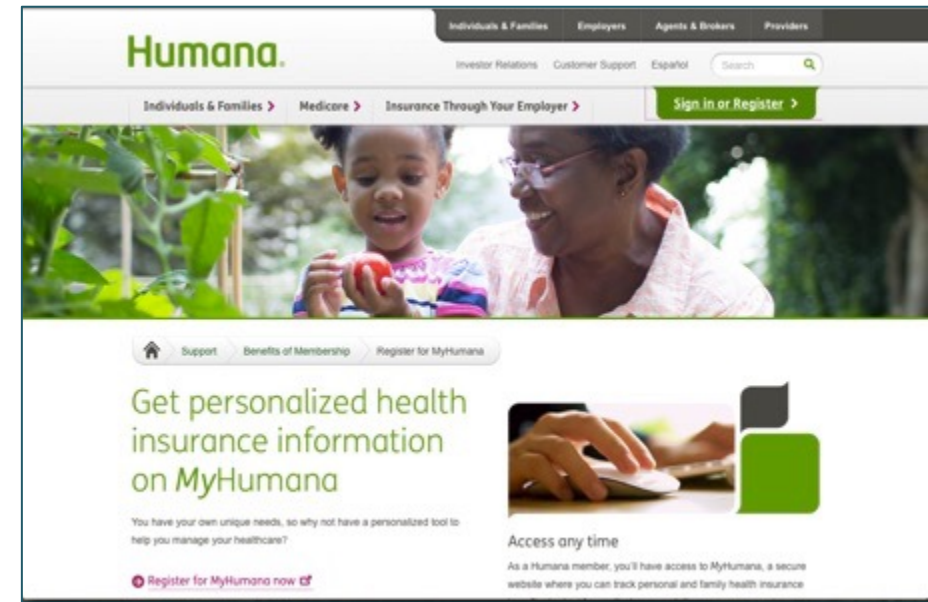 Individuals & Families Employers Agents & Brokers Providers
Humana.
Investor Relations Customer Support Español Search
Individuals & Families > Medicare > Insurance Through Your Employer > Sign in or Register >
Support Benefits of Membership Register for MyHumana
Get personalized health
insurance information
on MyHumana
You have your own unique needs, so why not have a personalized tool to
help you manage your healthcare?
Register for MyHumana now
Access any time
As a Humana member, you'll have access to MyHumana, a secure
website where you can track personal and family health insurance